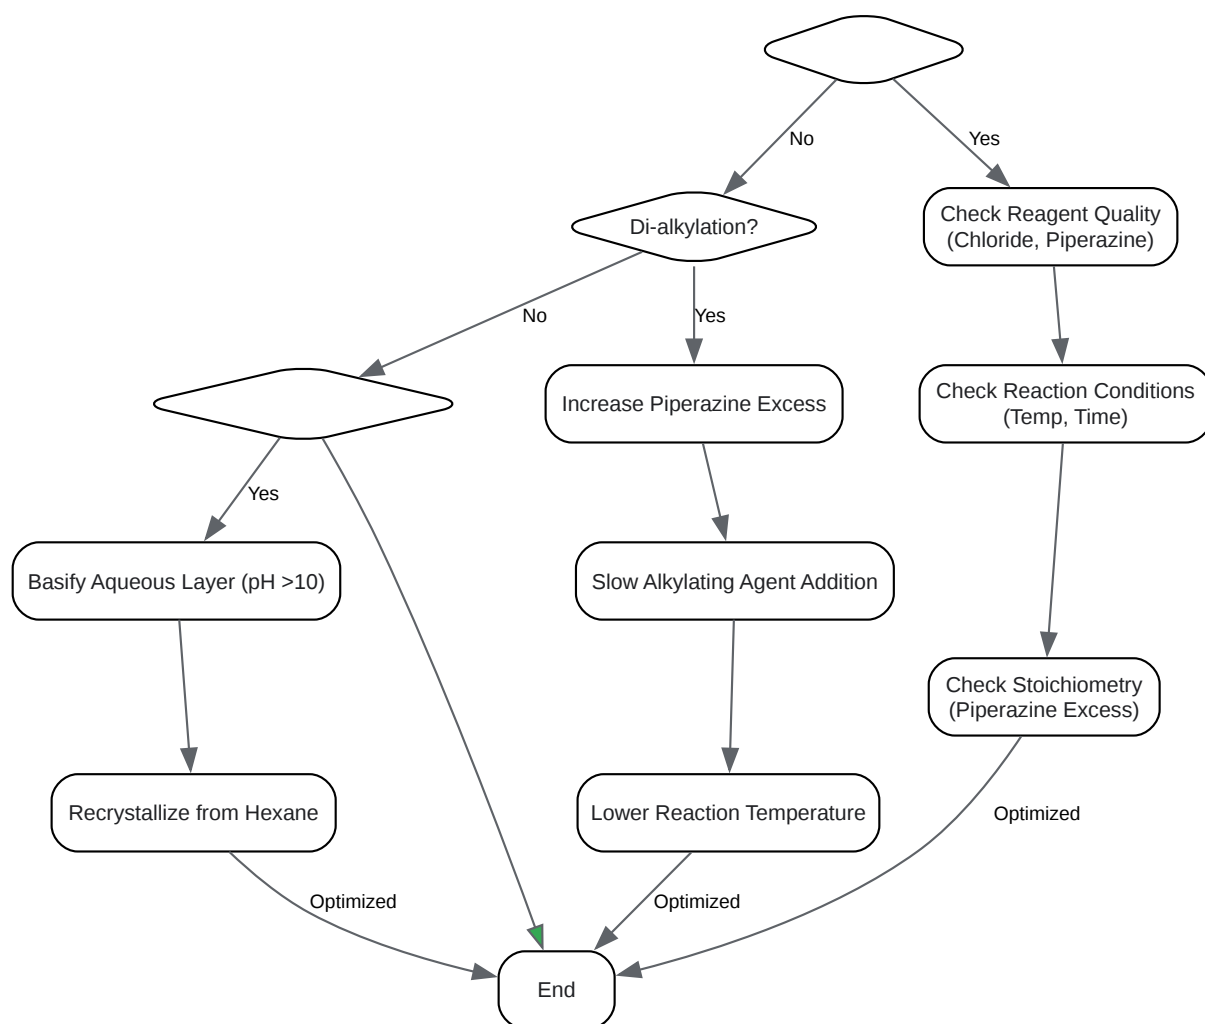 No
Yes
Di-alkylation?
Check Reagent Quality
(Chloride, Piperazine)
No
Yes
Increase Piperazine Excess
Check Reaction Conditions
(Temp, Time)
Yes
Basify Aqueous Layer (pH >10)
Slow Alkylating Agent Addition
Check Stoichiometry
(Piperazine Excess)
Recrystallize from Hexane
Lower Reaction Temperature
Optimized
Optimized
Optimized
End